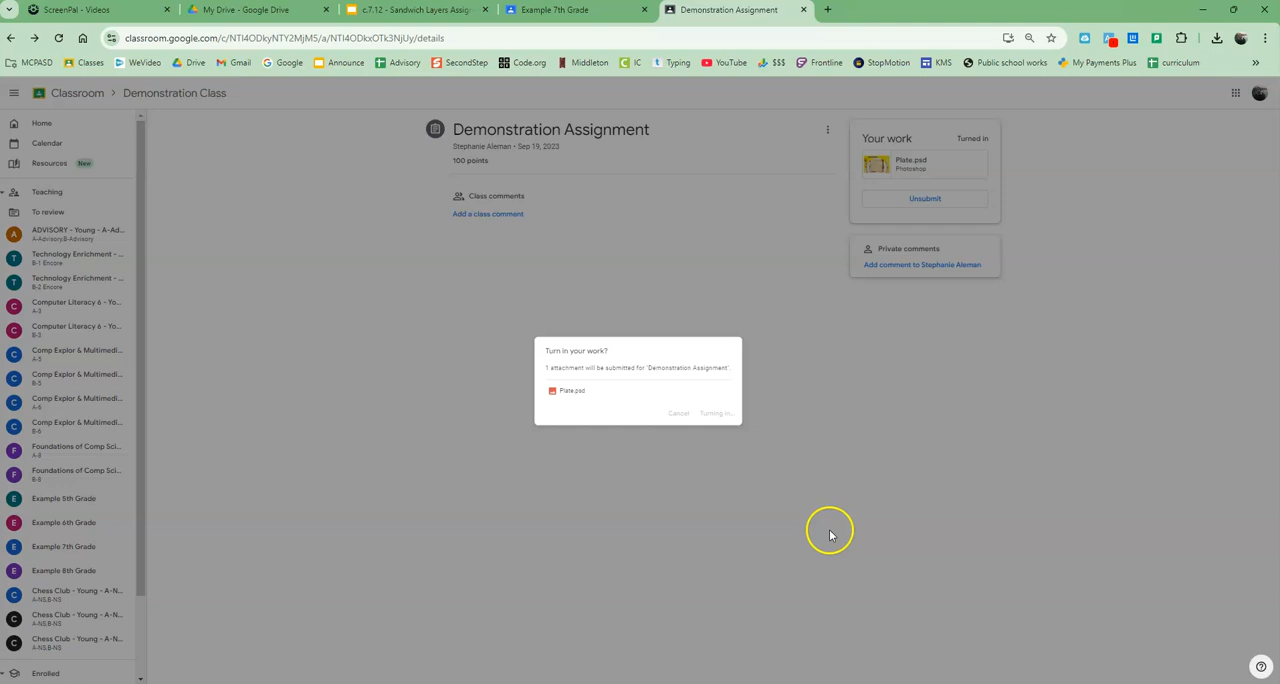 ScreenPal - Videos
My Drive - Google Drive
c.7.12 - Sandwich Layers Assign
Example 7th Grade
Demonstration Assignment
classroom.google.com/c/NTI4ODkyNTY2MjM5/a/NTI4ODkxOTk3NjUy/details
MCPASD
Classes
WeVideo
Drive
Gmail
Google
Announce
Advisory
SecondStep
Code.org
Middleton
IC
Typing
YouTube
$$$
Frontline
StopMotion
KMS
Public school works
My Payments Plus
curriculum
Classroom > Demonstration Class
Home
Calendar
Resources New
Teaching
To review
A ADVISORY - Young - A-Ad...
A-Advisory,B-Advisory
T Technology Enrichment - ...
B-1 Encore
T Technology Enrichment - ...
B-2 Encore
C Computer Literacy 6 - Yo...
A-3
C Computer Literacy 6 - Yo...
B-3
C Comp Explor & Multimedi...
A-5
C Comp Explor & Multimedi...
B-5
C Comp Explor & Multimedi...
A-6
C Comp Explor & Multimedi...
B-6
F Foundations of Comp Sci...
A-8
F Foundations of Comp Sci...
B-8
E Example 5th Grade
E Example 6th Grade
E Example 7th Grade
E Example 8th Grade
C Chess Club - Young - A-N...
A-NS,B-NS
C Chess Club - Young - A-N...
A-NS,B-NS
C Chess Club - Young - A-N...
A-NS,B-NS
Enrolled
Demonstration Assignment
Stephanie Aleman • Sep 19, 2023
100 points
Class comments
Add a class comment
Your work Turned in
Plate.psd
Photoshop
Unsubmit
Private comments
Add comment to Stephanie Aleman
Turn in your work?
1 attachment will be submitted for "Demonstration Assignment".
Plate.psd
Cancel Turning in...